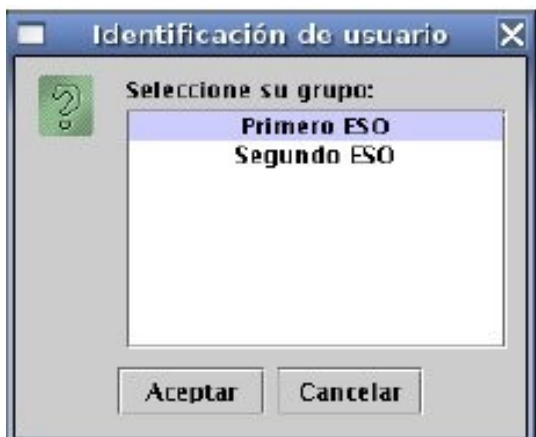 Identificación de usuario
Seleccione su grupo:
Primero ESO
Segundo ESO
Aceptar Cancelar